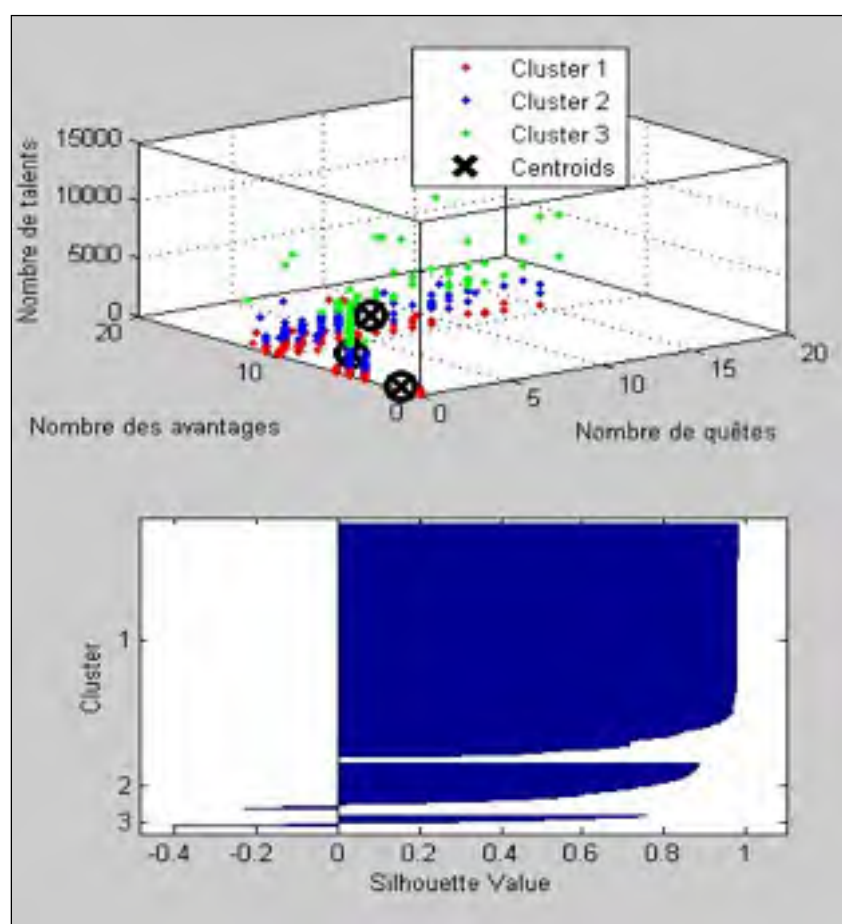 Cluster 1
Cluster 2
Cluster 3
Centroids
15000
10000
5000
0
20
10
0
0
5
10
15
20
Nombre de talents
Nombre des avantages
Nombre de quêtes
Cluster
1
2
3
-0.4
-0.2
0
0.2
0.4
0.6
0.8
1
Silhouette Value